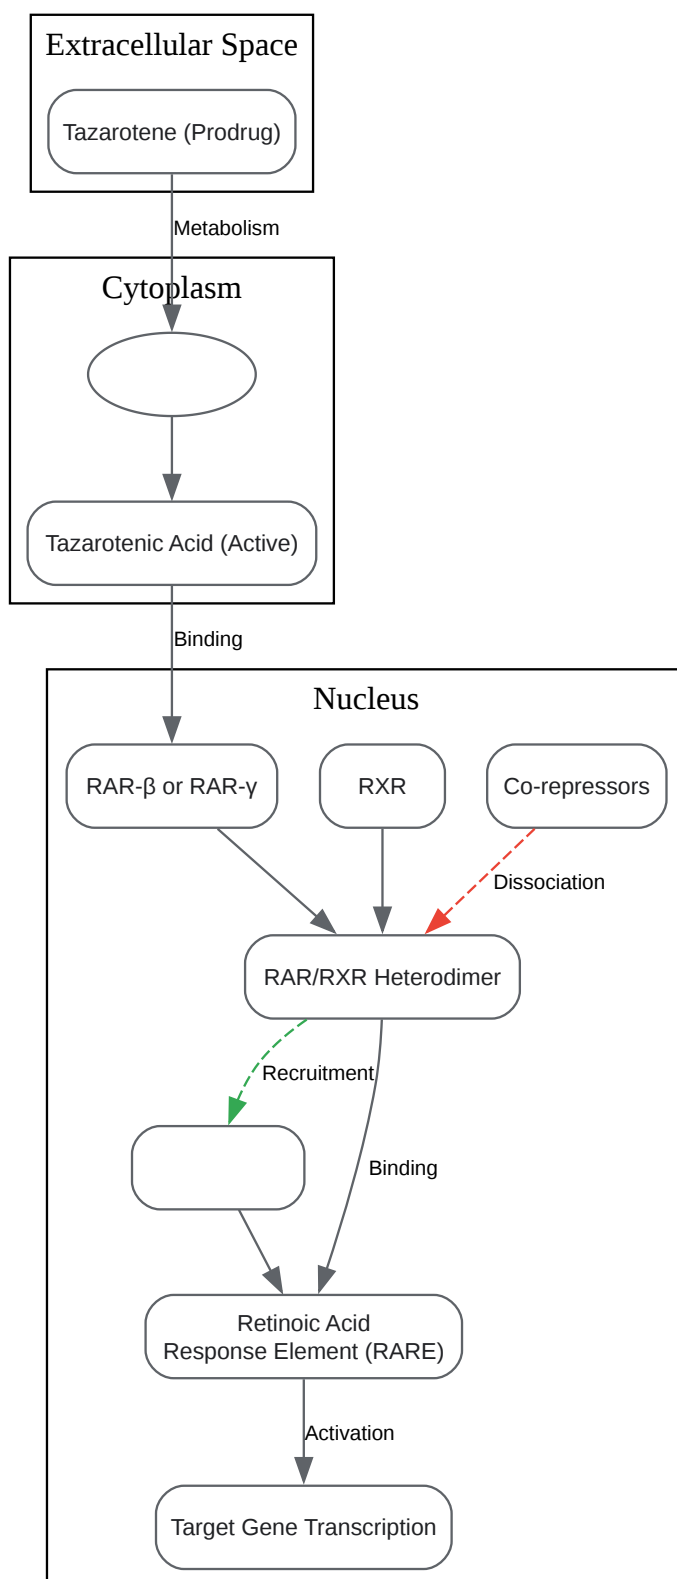 Extracellular Space
Tazarotene (Prodrug)
Metabolism
Cytoplasm
Tazarotenic Acid (Active)
Binding
Nucleus
RAR-β or RAR-γ
RXR
Co-repressors
Dissociation
RAR/RXR Heterodimer
Recruitment
Binding
Retinoic Acid
Response Element (RARE)
Activation
Target Gene Transcription